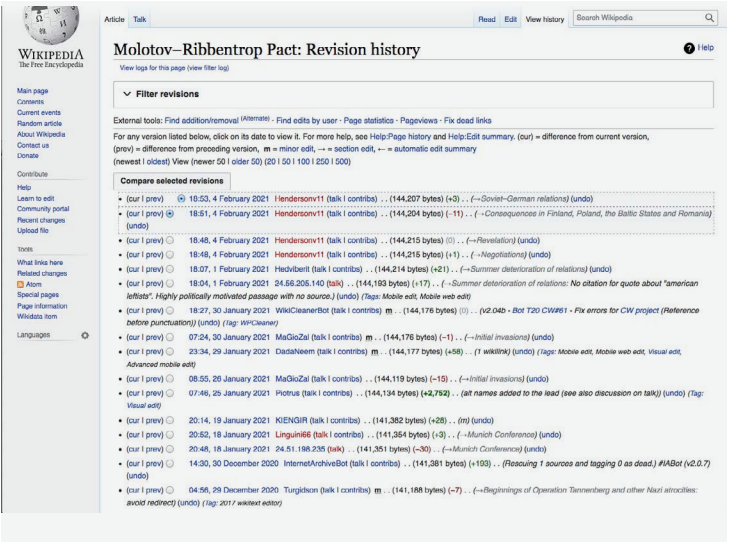 Article Talk Read Edit View history Search Wikipedia
WIKIPEDIA
The Free Encyclopedia
Main page
Contents
Current events
Random article
About Wikipedia
Contact us
Donate
Contribute
Help
Learn to edit
Community portal
Recent changes
Upload file
Tools
What links here
Related changes
Atom
Special pages
Page information
Wikidata item
Languages
Molotov–Ribbentrop Pact: Revision history
Help
View logs for this page (view filter log)
Filter revisions
External tools: Find addition/removal (Alternate) · Find edits by user · Page statistics · Pageviews · Fix dead links
For any version listed below, click on its date to view it. For more help, see Help:Page history and Help:Edit summary. (cur) = difference from current version,
(prev) = difference from preceding version, m = minor edit, → = section edit, ← = automatic edit summary
(newest | oldest) View (newer 50 | older 50) (20 | 50 | 100 | 250 | 500)
Compare selected revisions
• (cur | prev) 18:53, 4 February 2021 Hendersonv11 (talk | contribs) . . (144,207 bytes) (+3) . . (→Soviet–German relations) (undo)
• (cur | prev) 18:51, 4 February 2021 Hendersonv11 (talk | contribs) . . (144,204 bytes) (-11) . . (→Consequences in Finland, Poland, the Baltic States and Romania)
(undo)
• (cur | prev) 18:48, 4 February 2021 Hendersonv11 (talk | contribs) . . (144,215 bytes) (0) . . (→Revelation) (undo)
• (cur | prev) 18:48, 4 February 2021 Hendersonv11 (talk | contribs) . . (144,215 bytes) (+1) . . (→Negotiations) (undo)
• (cur | prev) 18:07, 1 February 2021 Hedviberit (talk | contribs) . . (144,214 bytes) (+21) . . (→Summer deterioration of relations) (undo)
• (cur | prev) 18:04, 1 February 2021 24.56.205.140 (talk) . . (144,193 bytes) (+17) . . (→Summer deterioration of relations: No citation for quote about "american
leftists". Highly politically motivated passage with no source.) (undo) (Tags: Mobile edit, Mobile web edit)
• (cur | prev) 18:27, 30 January 2021 WikiCleanerBot (talk | contribs) m . . (144,176 bytes) (0) . . (v2.04b - Bot T20 CW#61 - Fix errors for CW project (Reference
before punctuation)) (undo) (Tag: WPCleaner)
• (cur | prev) 07:24, 30 January 2021 MaGioZal (talk | contribs) m . . (144,176 bytes) (-1) . . (→Initial invasions) (undo)
• (cur | prev) 23:34, 29 January 2021 DadaNeem (talk | contribs) m . . (144,177 bytes) (+58) . . (1 wikilink) (undo) (Tags: Mobile edit, Mobile web edit, Visual edit,
Advanced mobile edit)
• (cur | prev) 08:55, 26 January 2021 MaGioZal (talk | contribs) . . (144,119 bytes) (-15) . . (→Initial invasions) (undo)
• (cur | prev) 07:46, 25 January 2021 Piotrus (talk | contribs) . . (144,134 bytes) (+2,752) . . (alt names added to the lead (see also discussion on talk)) (undo) (Tag:
Visual edit)
• (cur | prev) 20:14, 19 January 2021 KIENGIR (talk | contribs) . . (141,382 bytes) (+28) . . (m) (undo)
• (cur | prev) 20:52, 18 January 2021 Linguini66 (talk | contribs) . . (141,354 bytes) (+3) . . (→Munich Conference) (undo)
• (cur | prev) 20:48, 18 January 2021 24.51.198.235 (talk) . . (141,351 bytes) (-30) . . (→Munich Conference) (undo)
• (cur | prev) 14:30, 30 December 2020 InternetArchiveBot (talk | contribs) . . (141,381 bytes) (+193) . . (Rescuing 1 sources and tagging 0 as dead.) #IABot (v2.0.7)
(undo)
• (cur | prev) 04:56, 29 December 2020 Turgidson (talk | contribs) m . . (141,188 bytes) (-7) . . (→Beginnings of Operation Tannenberg and other Nazi atrocities:
avoid redirect) (undo) (Tag: 2017 wikitext editor)